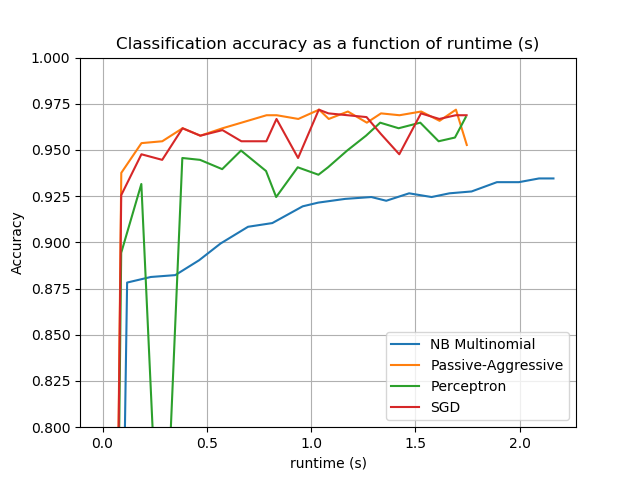 Classification accuracy as a function of runtime (s)
1.000
0.975
0.950
0.925
0.900
0.875
0.850
0.825
0.800
Accuracy
NB Multinomial
Passive-Aggressive
Perceptron
SGD
0.0 0.5 1.0 1.5 2.0
runtime (s)